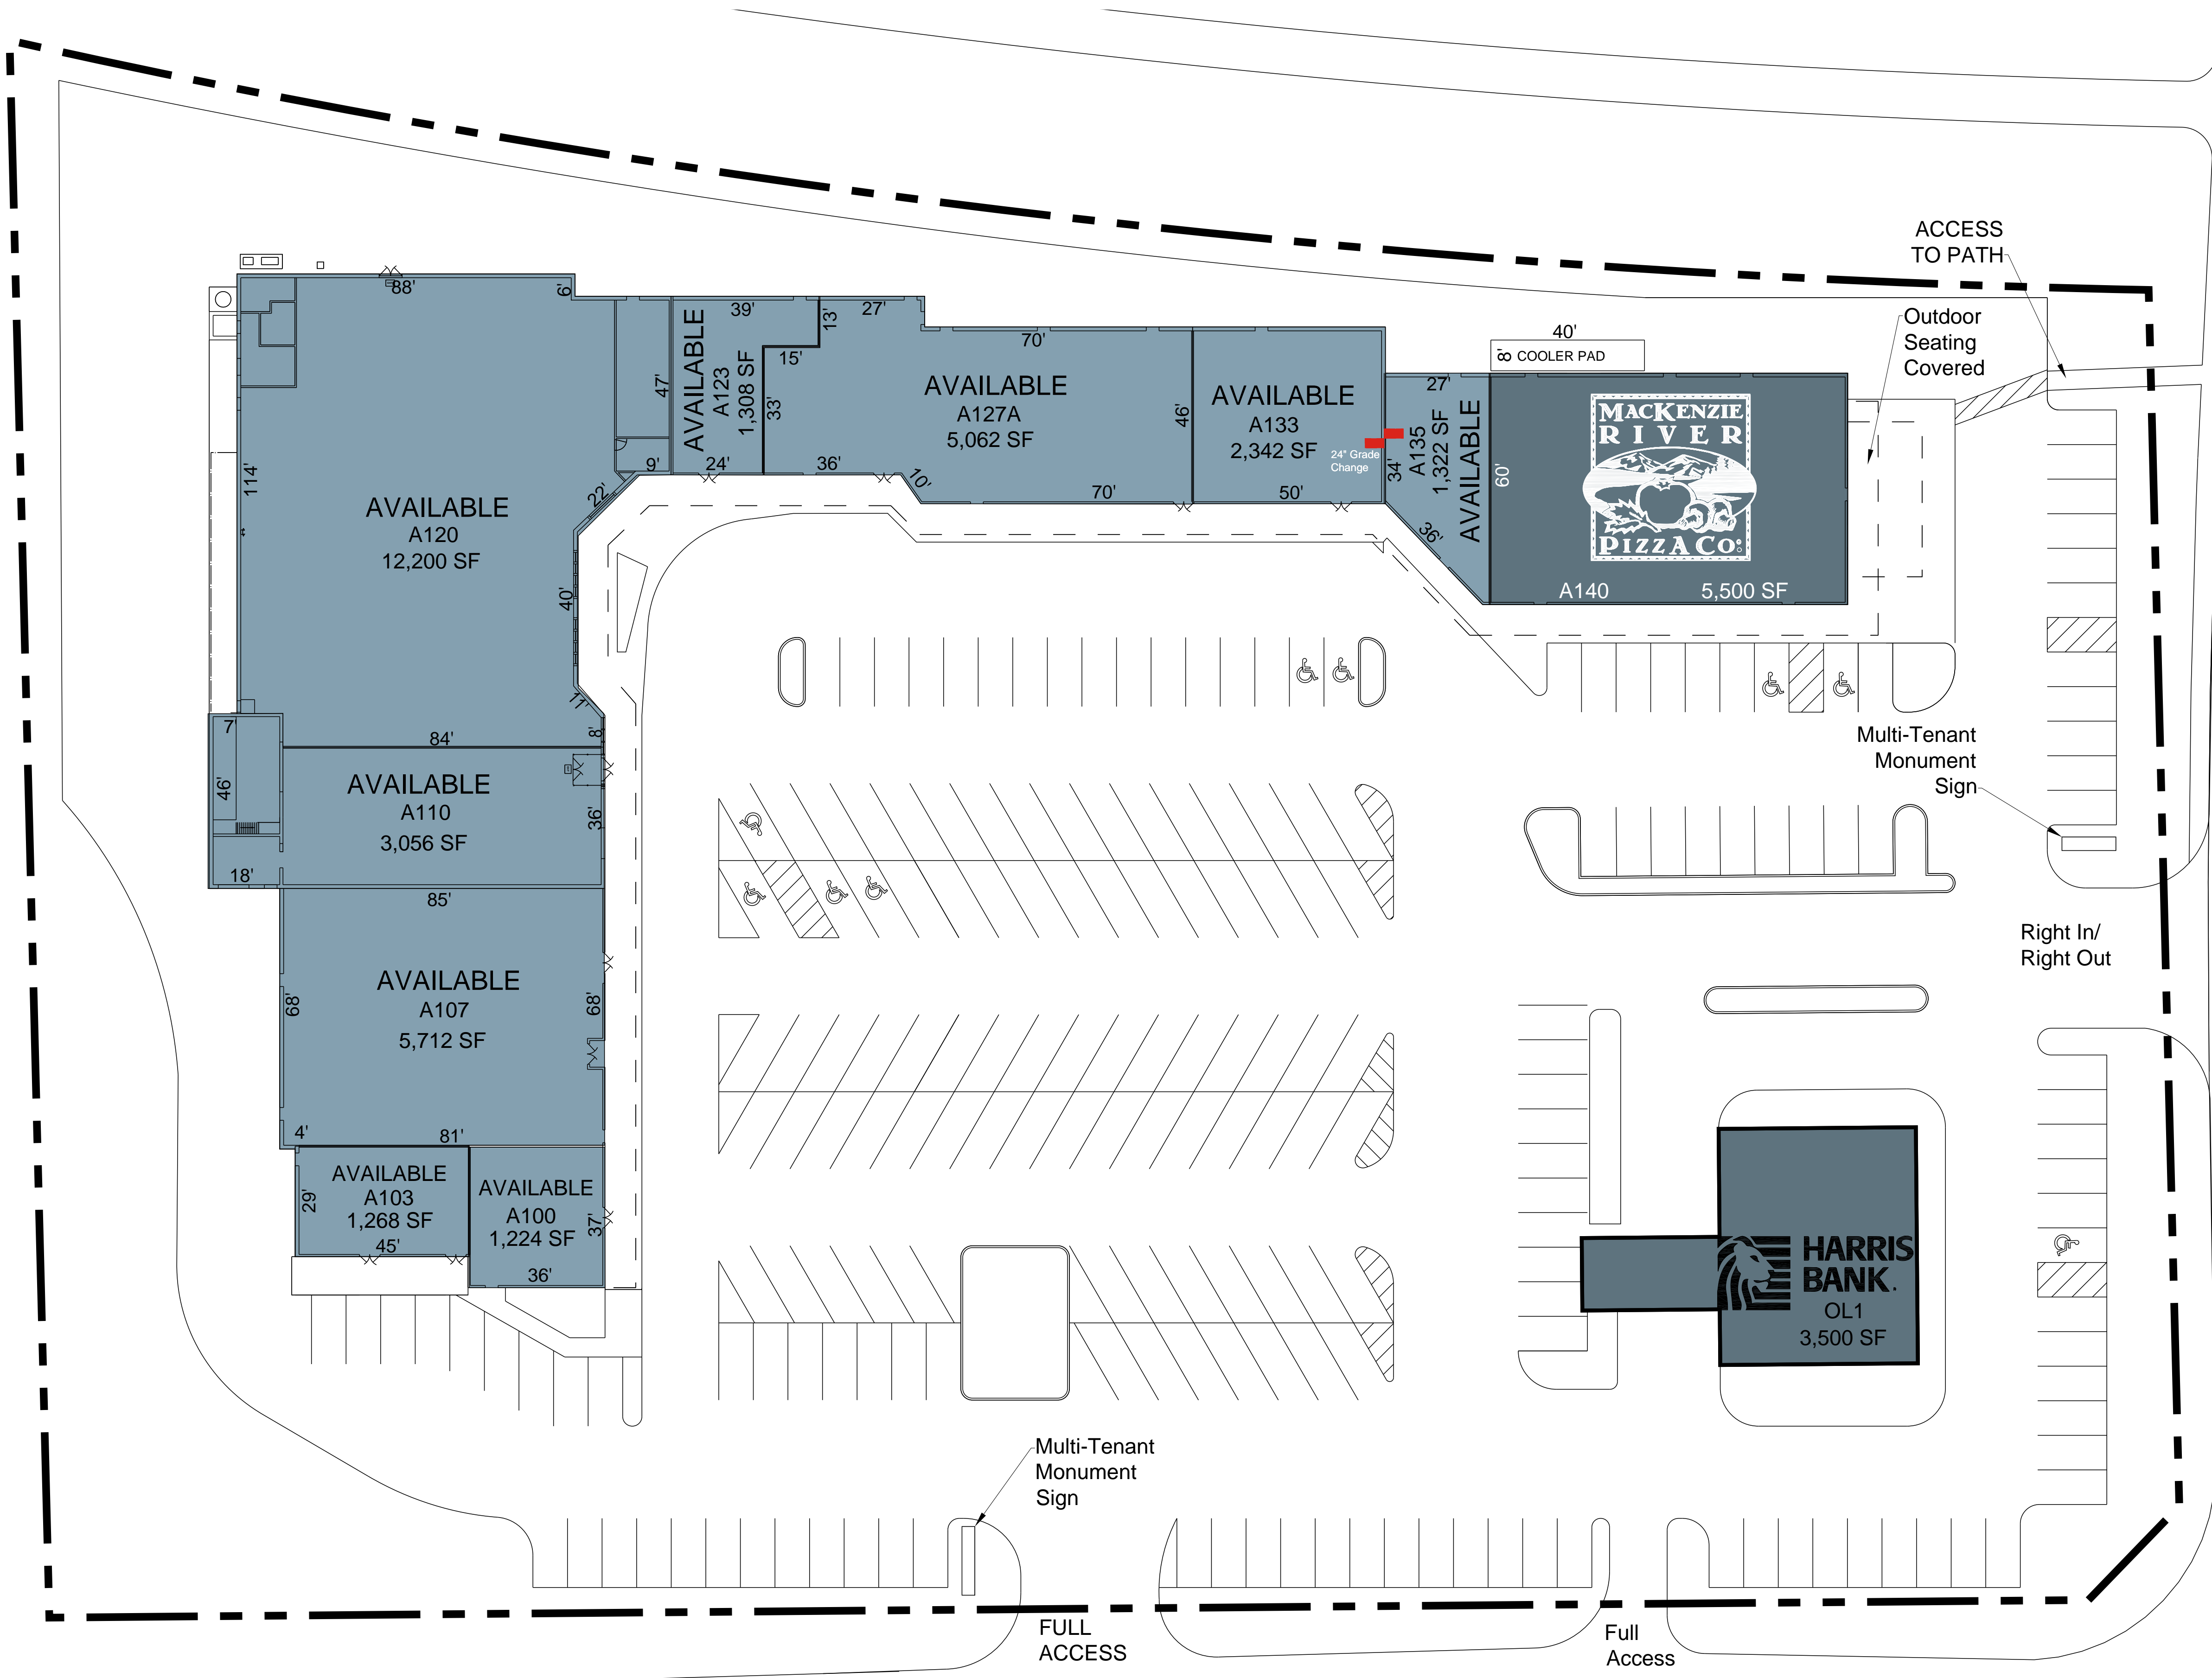 ACCESS
TO PATH
Outdoor
Seating
Covered
88'
6'
39'
27'
13'
15'
33'
47'
9'
24'
22'
114'
AVAILABLE
A120
12,200 SF
40'
11'
8'
AVAILABLE
A123
1,308 SF
70'
AVAILABLE
A127A
5,062 SF
36'
10'
70'
46'
AVAILABLE
A133
2,342 SF
24" Grade
Change
50'
34'
27'
A135
1,322 SF
AVAILABLE
36'
60'
40'
8' COOLER PAD
MACKENZIE
RIVER
PIZZA CO:
A140 5,500 SF
7'
46'
18'
84'
AVAILABLE
A110
3,056 SF
36'
85'
AVAILABLE
A107
5,712 SF
68'
68'
4'
81'
AVAILABLE
A103
1,268 SF
29'
45'
AVAILABLE
A100
1,224 SF
37'
36'
Multi-Tenant
Monument
Sign
Right In/
Right Out
HARRIS
BANK.
OL1
3,500 SF
Multi-Tenant
Monument
Sign
FULL
ACCESS
Full
Access